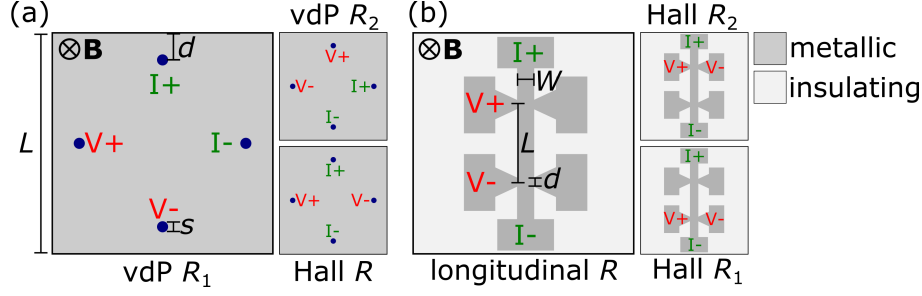 (a)
⊗B
d
I+
L
V+
I-
V-
s
vdP R₁
vdP R₂
V+
V-
I+
I-
I+
V+
V-
I-
Hall R
(b)
⊗B
I+
W
V+
L
V-
d
I-
longitudinal R
Hall R₂
I+
V+
V-
I-
I+
V+
V-
I-
Hall R₁
metallic
insulating